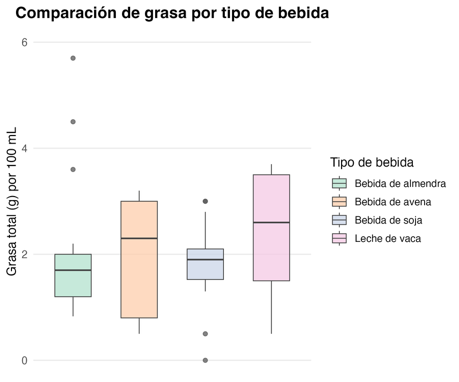 Comparación de grasa por tipo de bebida
6
4
2
0
Grasa total (g) por 100 mL
Tipo de bebida
Bebida de almendra
Bebida de avena
Bebida de soja
Leche de vaca